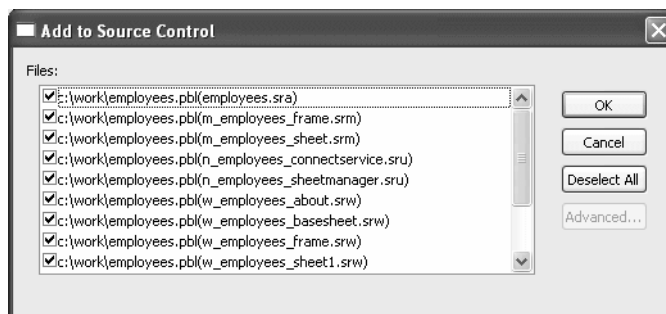 Add to Source Control
Files:
c:\work\employees.pbl(employees.sra)
c:\work\employees.pbl(m_employees_frame.srm)
c:\work\employees.pbl(m_employees_sheet.srm)
c:\work\employees.pbl(n_employees_connectservice.sru)
c:\work\employees.pbl(n_employees_sheetmanager.sru)
c:\work\employees.pbl(w_employees_about.srw)
c:\work\employees.pbl(w_employees_basesheet.srw)
c:\work\employees.pbl(w_employees_frame.srw)
c:\work\employees.pbl(w_employees_sheet1.srw)
OK
Cancel
Deselect All
Advanced...